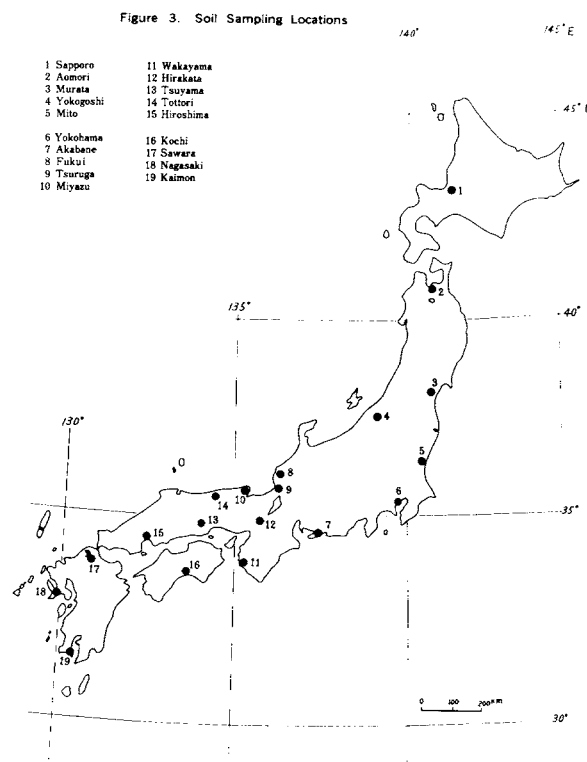 Figure 3. Soil Sampling Locations
140°
145° E
1 Sapporo
2 Aomori
3 Murata
4 Yokogoshi
5 Mito
6 Yokohama
7 Akabane
8 Fukui
9 Tsuruga
10 Miyazu
11 Wakayama
12 Hirakata
13 Tsuyama
14 Tottori
15 Hiroshima
16 Kochi
17 Sawara
18 Nagasaki
19 Kaimon
45°
1
2
135°
40°
3
4
130°
5
8
10
9
14
6
35°
13
12
7
15
17
11
16
18
19
0 100 200 km
30°